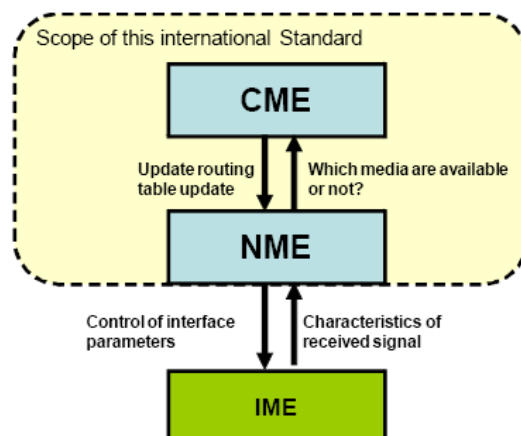 Scope of this international Standard
CME
Update routing
table update
Which media are available
or not?
NME
Control of interface
parameters
Characteristics of
received signal
IME